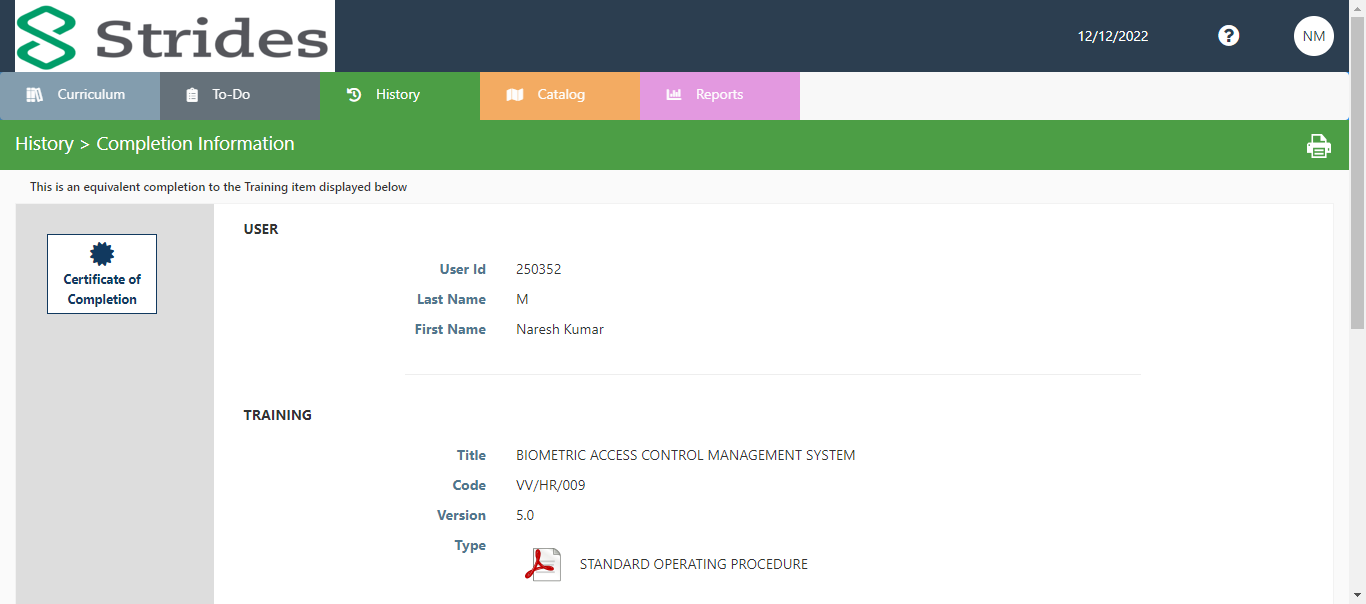 Strides
12/12/2022
?
NM
Curriculum
To-Do
History
Catalog
Reports
History > Completion Information
This is an equivalent completion to the Training item displayed below
Certificate of
Completion
USER
User Id 250352
Last Name M
First Name Naresh Kumar
TRAINING
Title BIOMETRIC ACCESS CONTROL MANAGEMENT SYSTEM
Code VV/HR/009
Version 5.0
Type STANDARD OPERATING PROCEDURE